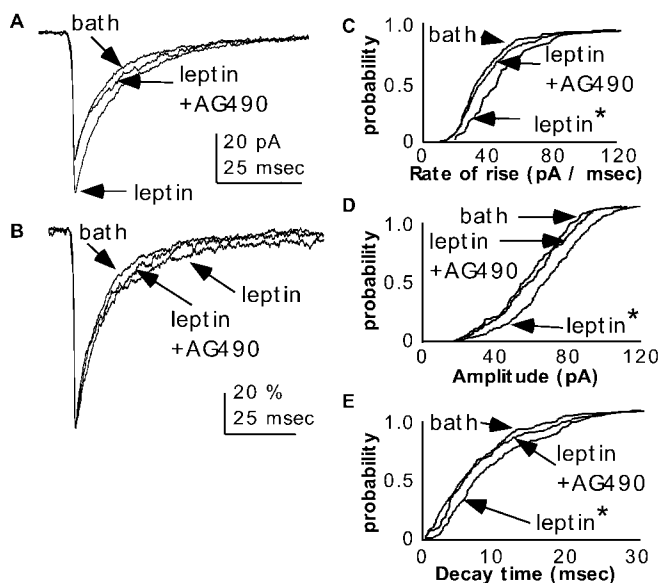 A
bath
leptin
+AG490
20 pA
25 msec
leptin
B
bath
leptin
leptin
+AG490
20 %
25 msec
C
probability
1.0
0.5
0
bath
leptin
+AG490
leptin*
0 40 80 120
Rate of rise (pA / msec)
D
probability
1.0
0.5
0
bath
leptin
+AG490
leptin*
0 40 80 120
Amplitude (pA)
E
probability
1.0
0.5
0
bath
leptin
+AG490
leptin*
0 10 20 30
Decay time (msec)